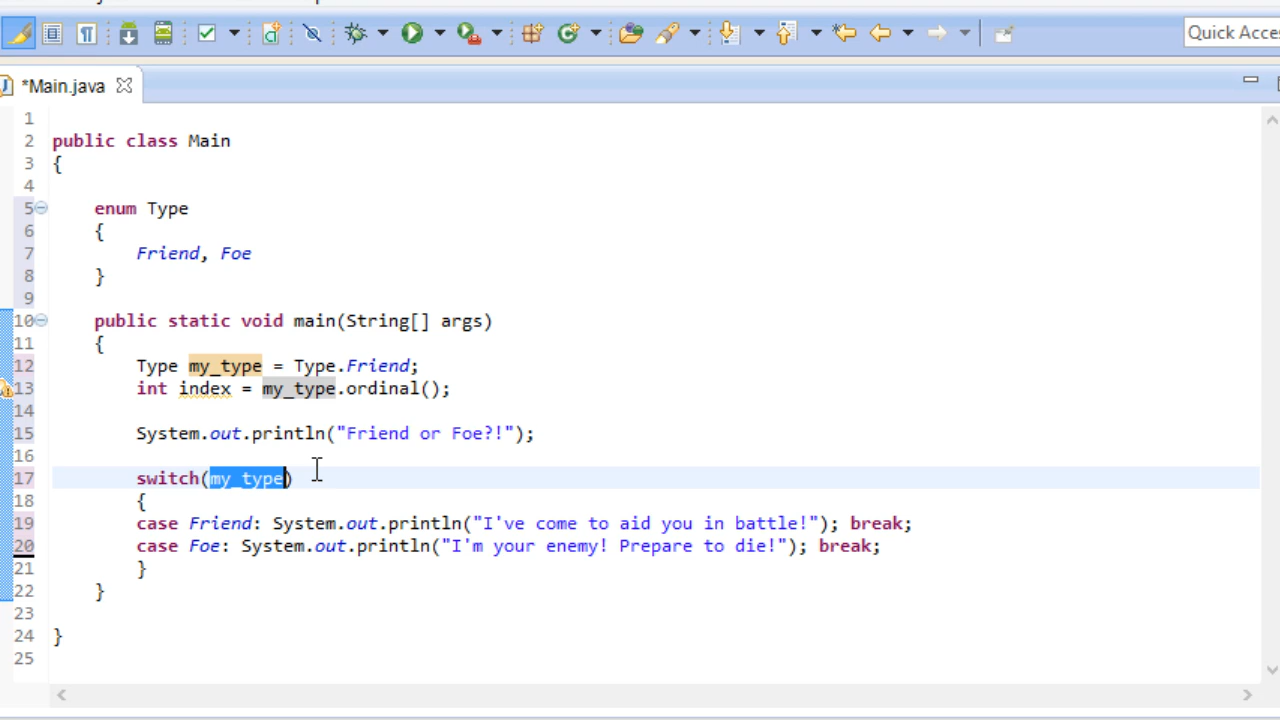 Quick Acce
*Main.java
1
2 public class Main
3 {
4
5 enum Type
6 {
7 Friend, Foe
8 }
9
10 public static void main(String[] args)
11 {
12 Type my_type = Type.Friend;
13 int index = my_type.ordinal();
14
15 System.out.println("Friend or Foe?!");
16
17 switch(my_type)
18 {
19 case Friend: System.out.println("I've come to aid you in battle!"); break;
20 case Foe: System.out.println("I'm your enemy! Prepare to die!"); break;
21 }
22 }
23
24 }
25